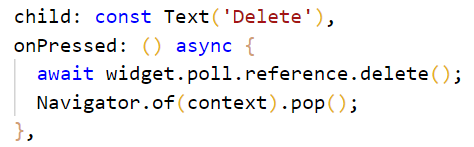 child: const Text('Delete'),
onPressed: () async {
  await widget.poll.reference.delete();
  Navigator.of(context).pop();
},